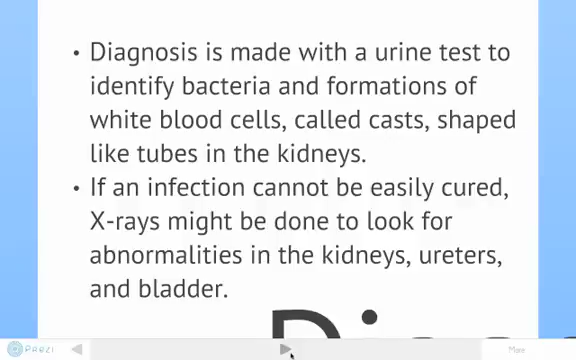 • Diagnosis is made with a urine test to
identify bacteria and formations of
white blood cells, called casts, shaped
like tubes in the kidneys.
• If an infection cannot be easily cured,
X-rays might be done to look for
abnormalities in the kidneys, ureters,
and bladder.
Prezi
More